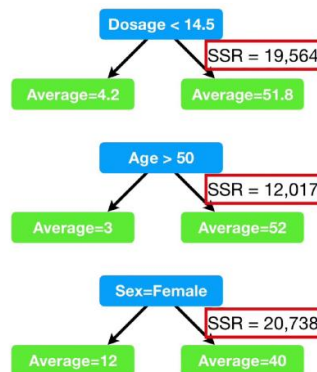 Dosage < 14.5
SSR = 19,564
Average=4.2 Average=51.8
Age > 50
SSR = 12,017
Average=3 Average=52
Sex=Female
SSR = 20,738
Average=12 Average=40